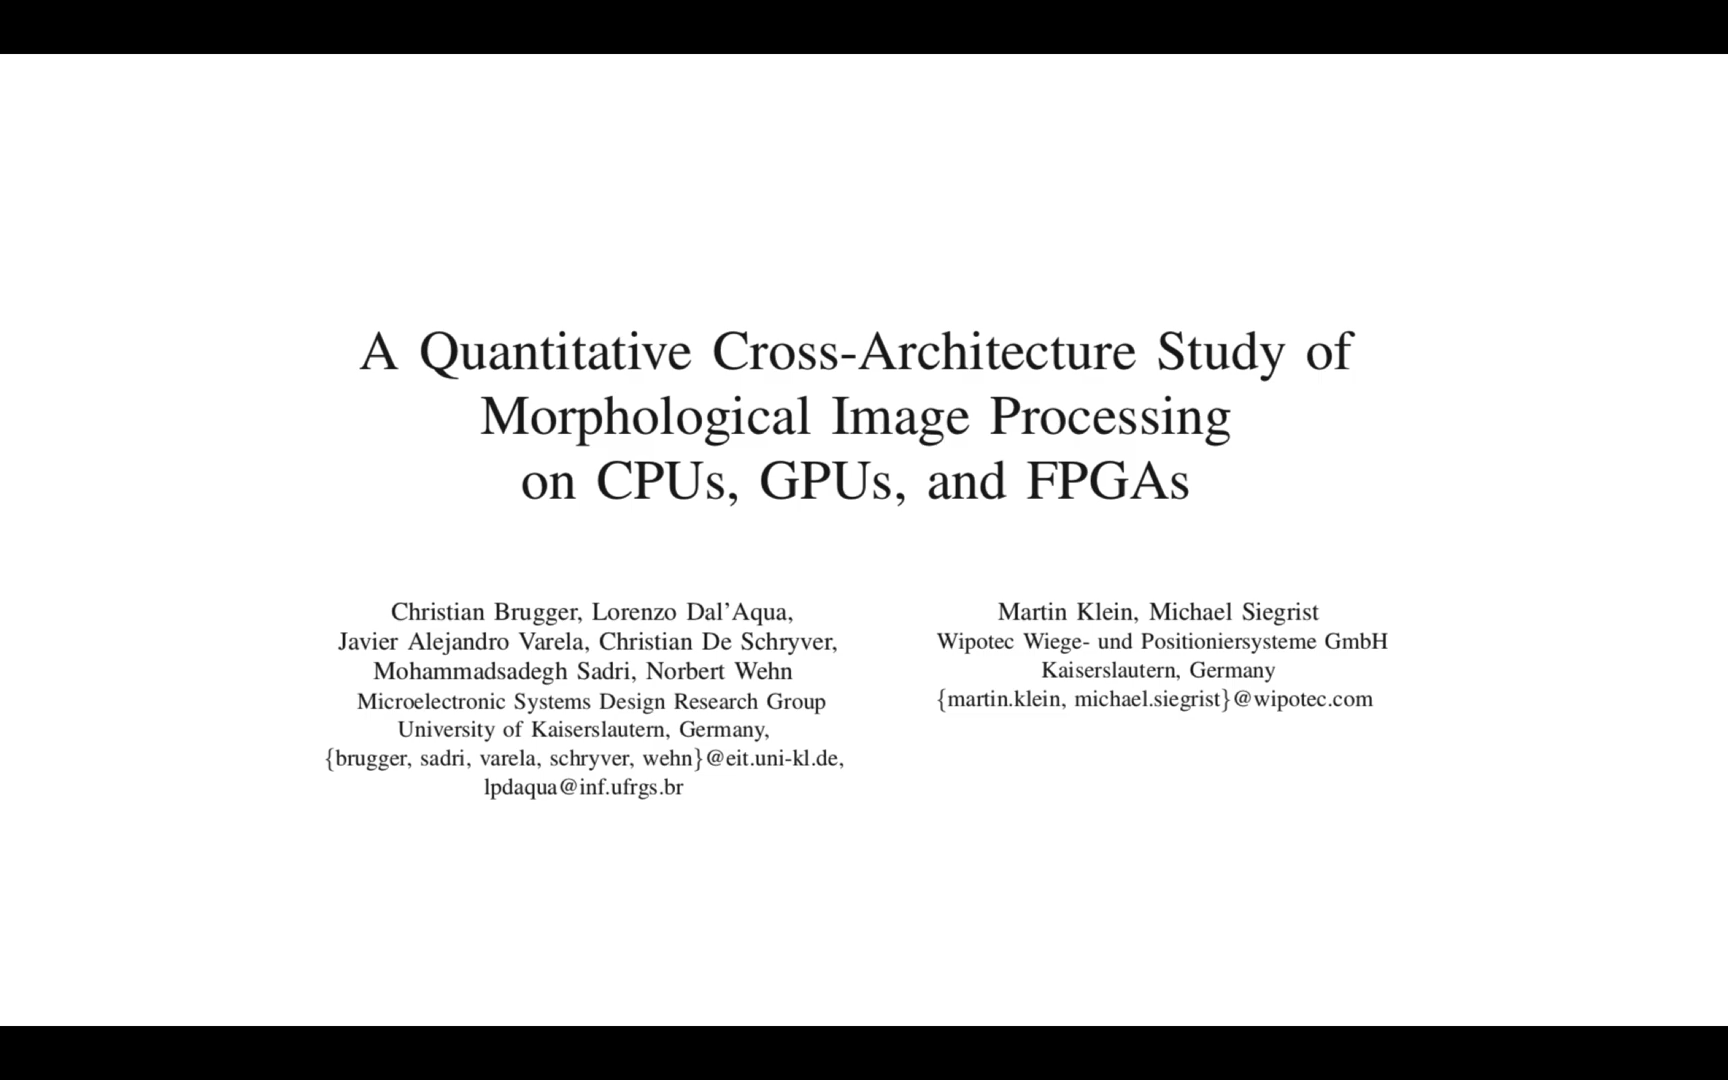 A Quantitative Cross-Architecture Study of
Morphological Image Processing
on CPUs, GPUs, and FPGAs
Christian Brugger, Lorenzo Dal'Aqua,
Javier Alejandro Varela, Christian De Schryver,
Mohammadsadegh Sadri, Norbert Wehn
Microelectronic Systems Design Research Group
University of Kaiserslautern, Germany,
{brugger, sadri, varela, schryver, wehn}@eit.uni-kl.de,
lpdaqua@inf.ufrgs.br
Martin Klein, Michael Siegrist
Wipotec Wiege- und Positioniersysteme GmbH
Kaiserslautern, Germany
{martin.klein, michael.siegrist}@wipotec.com